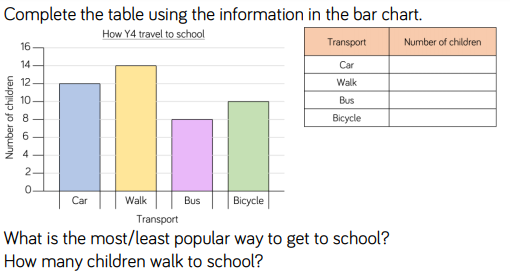 Complete the table using the information in the bar chart.
How Y4 travel to school
16
14
12
10
8
6
4
2
0
Number of children
Car Walk Bus Bicycle
Transport
Transport Number of children
Car
Walk
Bus
Bicycle
What is the most/least popular way to get to school?
How many children walk to school?